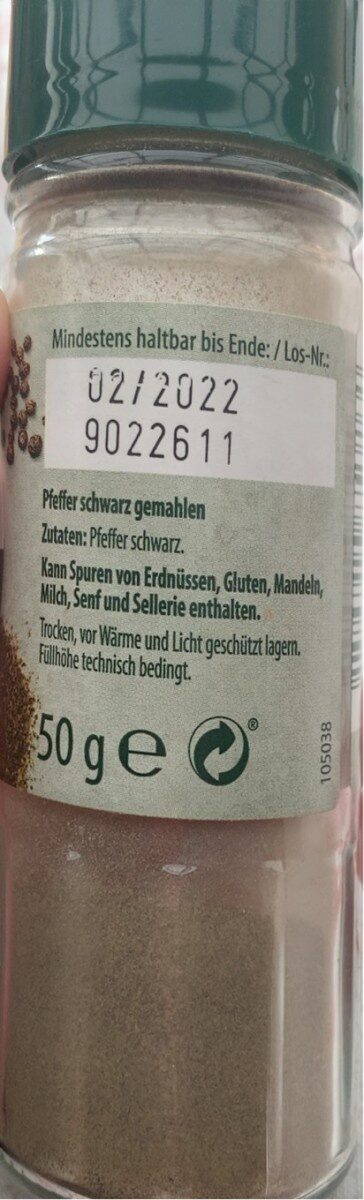 Mindestens haltbar bis Ende: / Los-Nr.:
02/2022
9022611
Pfeffer schwarz gemahlen
Zutaten: Pfeffer schwarz.
Kann Spuren von Erdnüssen, Gluten, Mandeln,
Milch, Senf und Sellerie enthalten.
Trocken, vor Wärme und Licht geschützt lagern.
Füllhöhe technisch bedingt.
50 g e ®
105038